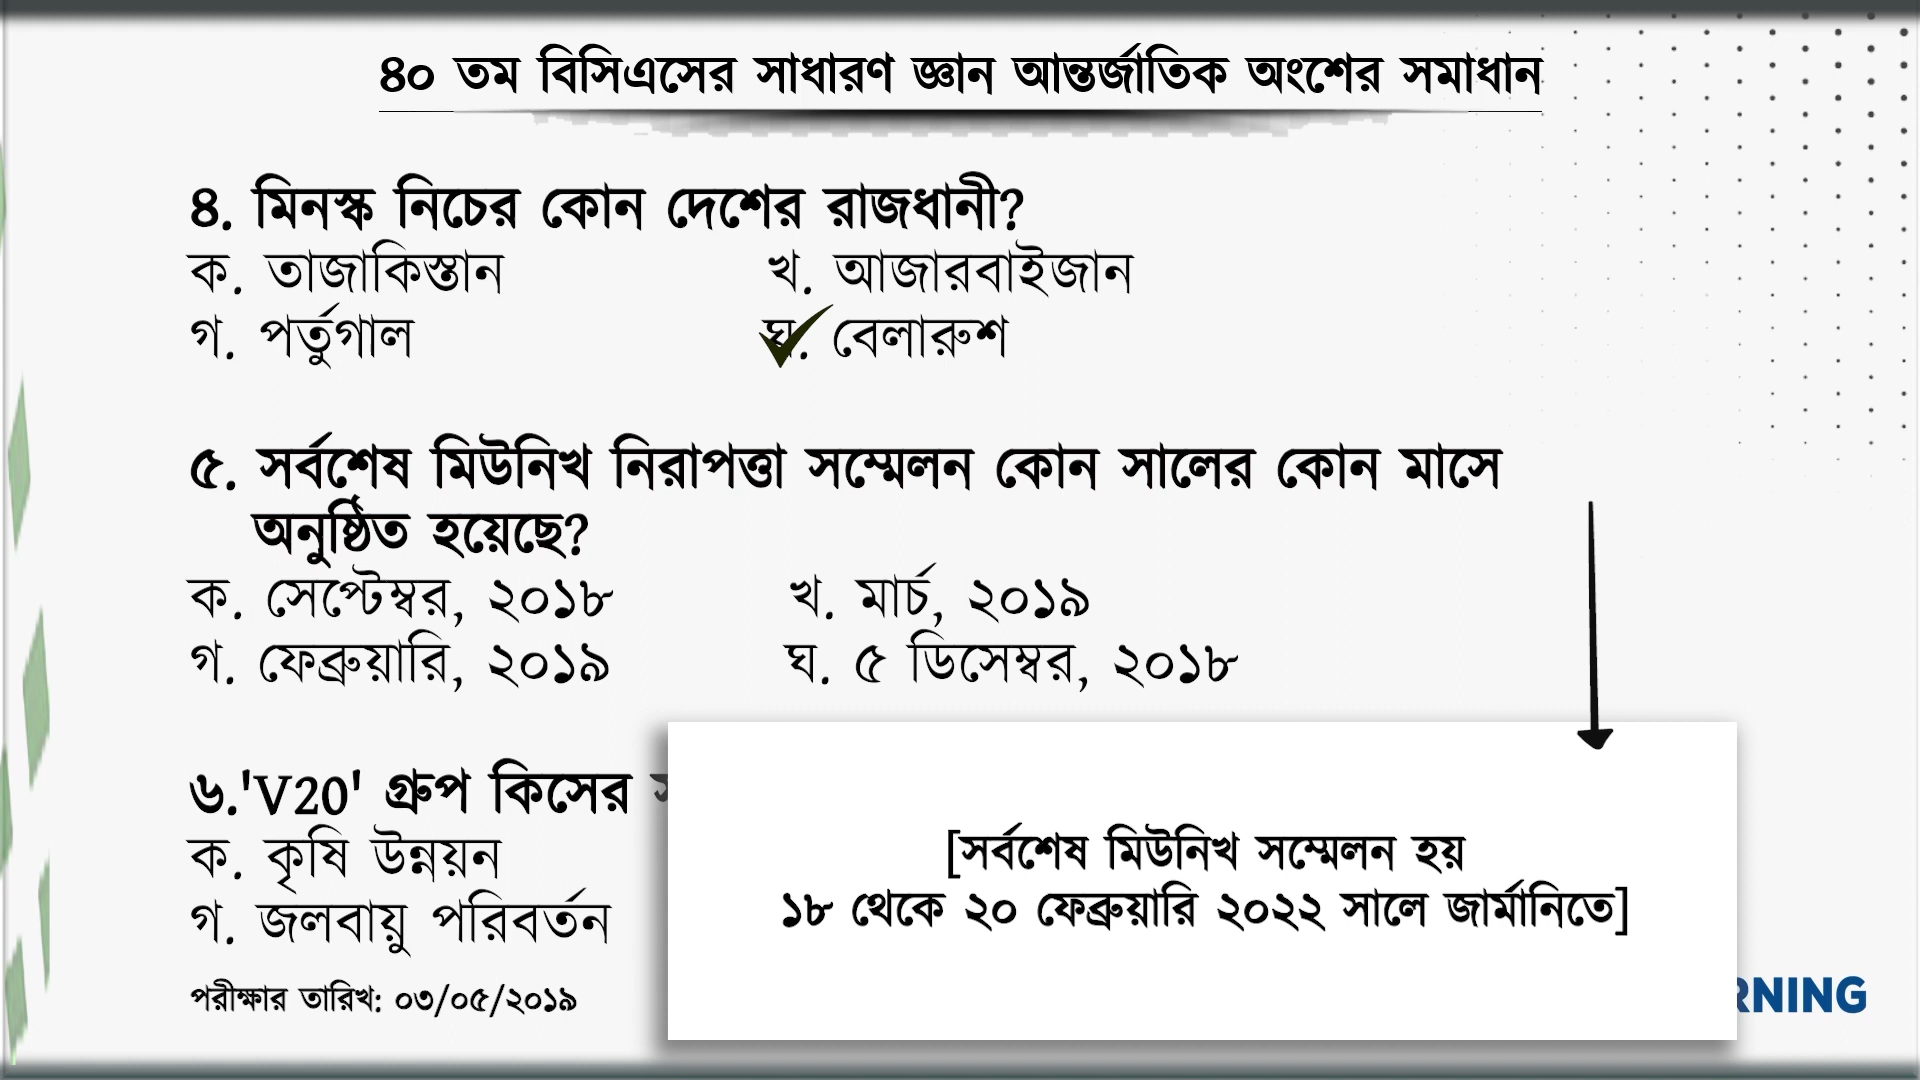 ৪০ তম বিসিএসের সাধারণ জ্ঞান আন্তর্জাতিক অংশের সমাধান
৪. মিনস্ক নিচের কোন দেশের রাজধানী?
ক. তাজাকিস্তান খ. আজারবাইজান
গ. পর্তুগাল ঘ. বেলারুশ
৫. সর্বশেষ মিউনিখ নিরাপত্তা সম্মেলন কোন সালের কোন মাসে
অনুষ্ঠিত হয়েছে?
ক. সেপ্টেম্বর, ২০১৮ খ. মার্চ, ২০১৯
গ. ফেব্রুয়ারি, ২০১৯ ঘ. ৫ ডিসেম্বর, ২০১৮
৬.'V20' গ্রুপ কিসের
ক. কৃষি উন্নয়ন
গ. জলবায়ু পরিবর্তন
[সর্বশেষ মিউনিখ সম্মেলন হয়
১৮ থেকে ২০ ফেব্রুয়ারি ২০২২ সালে জার্মানিতে]
পরীক্ষার তারিখ: ০৩/০৫/২০১৯
RNING